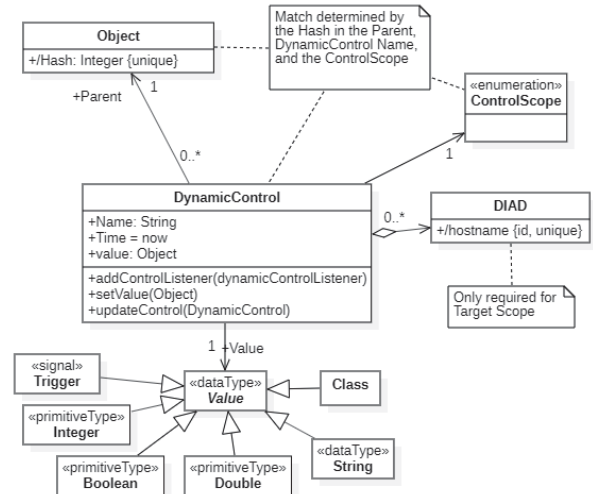 Object
+/Hash: Integer {unique}
Match determined by
the Hash in the Parent,
DynamicControl Name,
and the ControlScope
«enumeration»
ControlScope
+Parent
1
0..*
1
DynamicControl
+Name: String
+Time = now
+value: Object
+addControlListener(dynamicControlListener)
+setValue(Object)
+updateControl(DynamicControl)
0..*
DIAD
+/hostname {id, unique}
Only required for
Target Scope
1
+Value
«signal»
Trigger
«dataType»
Value
Class
«primitiveType»
Integer
«primitiveType»
Boolean
«primitiveType»
Double
«dataType»
String